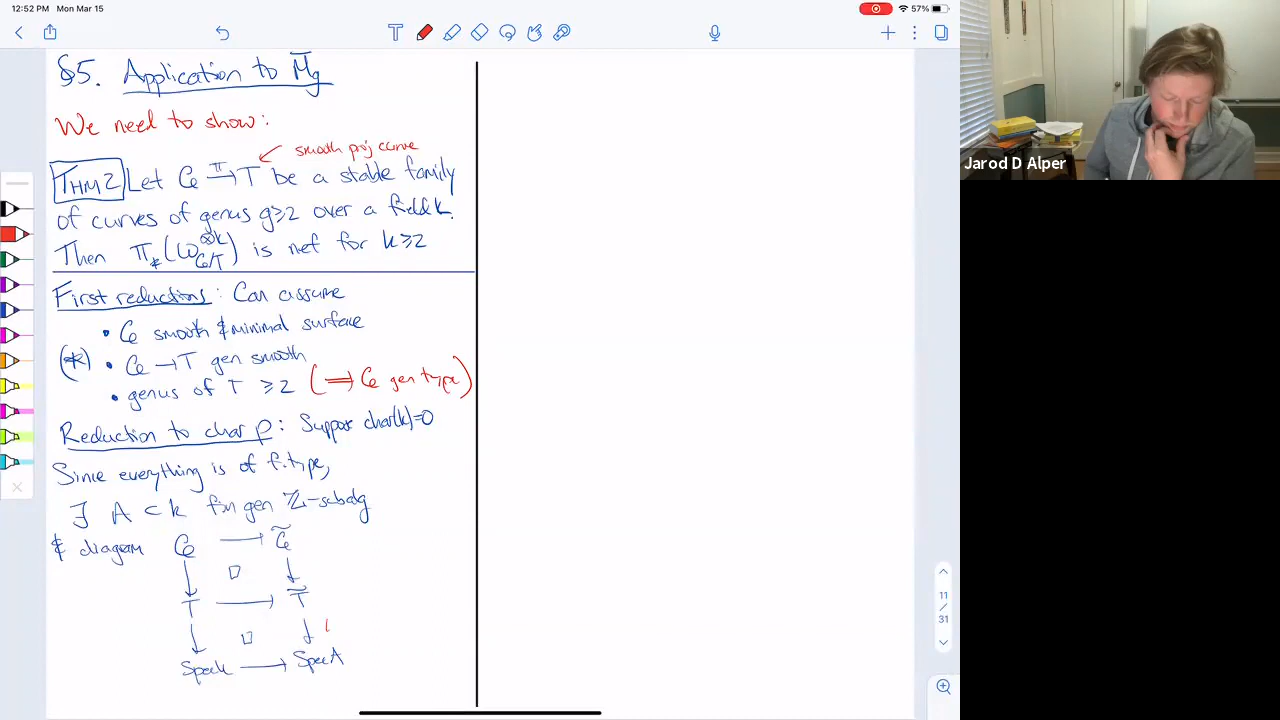 12:52 PM Mon Mar 15
57%
§5. Application to M̄g
We need to show:
smooth proj curve
THM 2 Let 𝒞 —π→ T be a stable family
of curves of genus g≥2 over a field k.
Then π_*(ω_{𝒞/T}^{⊗k}) is nef for k≥2
First reductions: Can assume
• 𝒞 smooth & minimal surface
(*) • 𝒞 → T gen smooth
• genus of T ≥2 (⟹ 𝒞 gen type)
Reduction to char p: Suppose char(k)=0
Since everything is of f.type,
∃ A ⊂ k fin gen ℤ-subalg
& diagram 𝒞 → 𝒞̃
↓ □ ↓
T → T̃
↓ □ ↓
Spec k → Spec A
11
/
31
Jarod D Alper